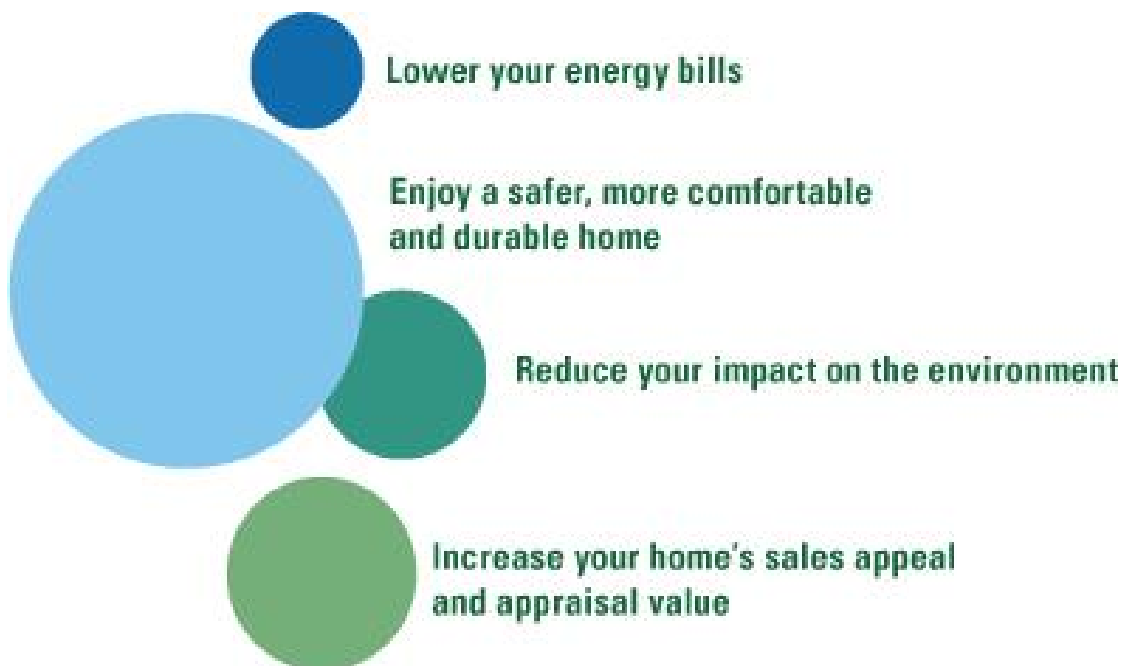 Lower your energy bills
Enjoy a safer, more comfortable
and durable home
Reduce your impact on the environment
Increase your home's sales appeal
and appraisal value